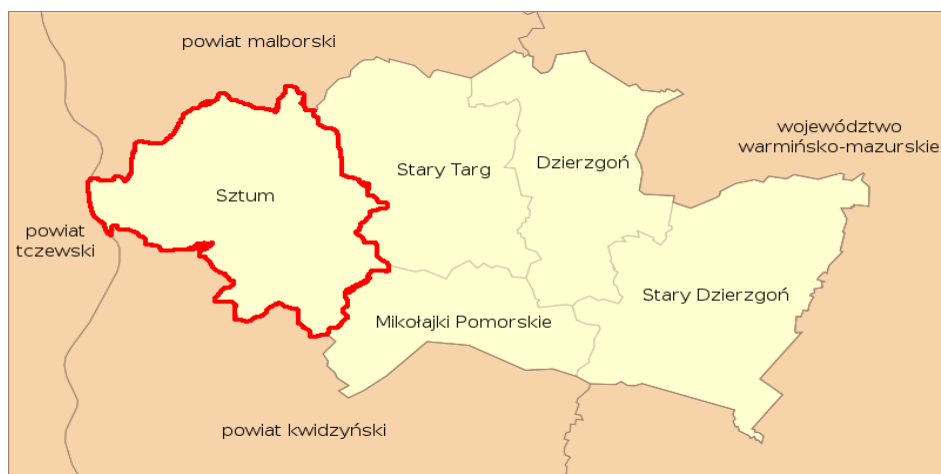 powiat malborski
województwo
warmińsko-mazurskie
Stary Targ
Dzierzgoń
Sztum
powiat
tczewski
Stary Dzierzgoń
Mikołajki Pomorskie
powiat kwidzyński